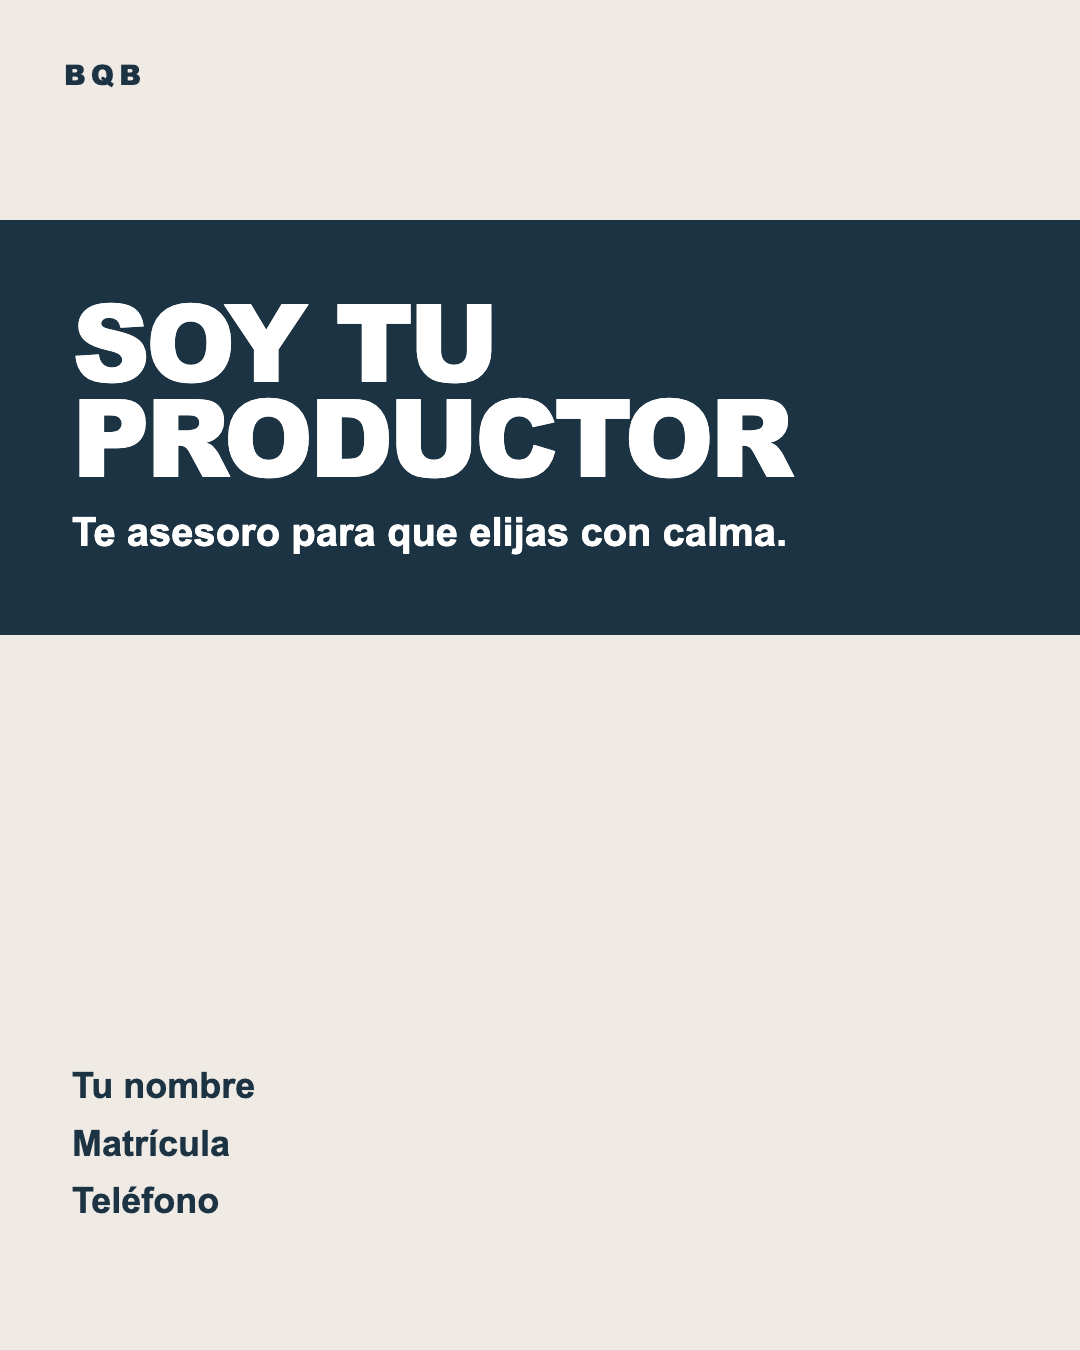 BQB
SOY TU
PRODUCTOR
Te asesoro para que elijas con calma.
Tu nombre
Matrícula
Teléfono